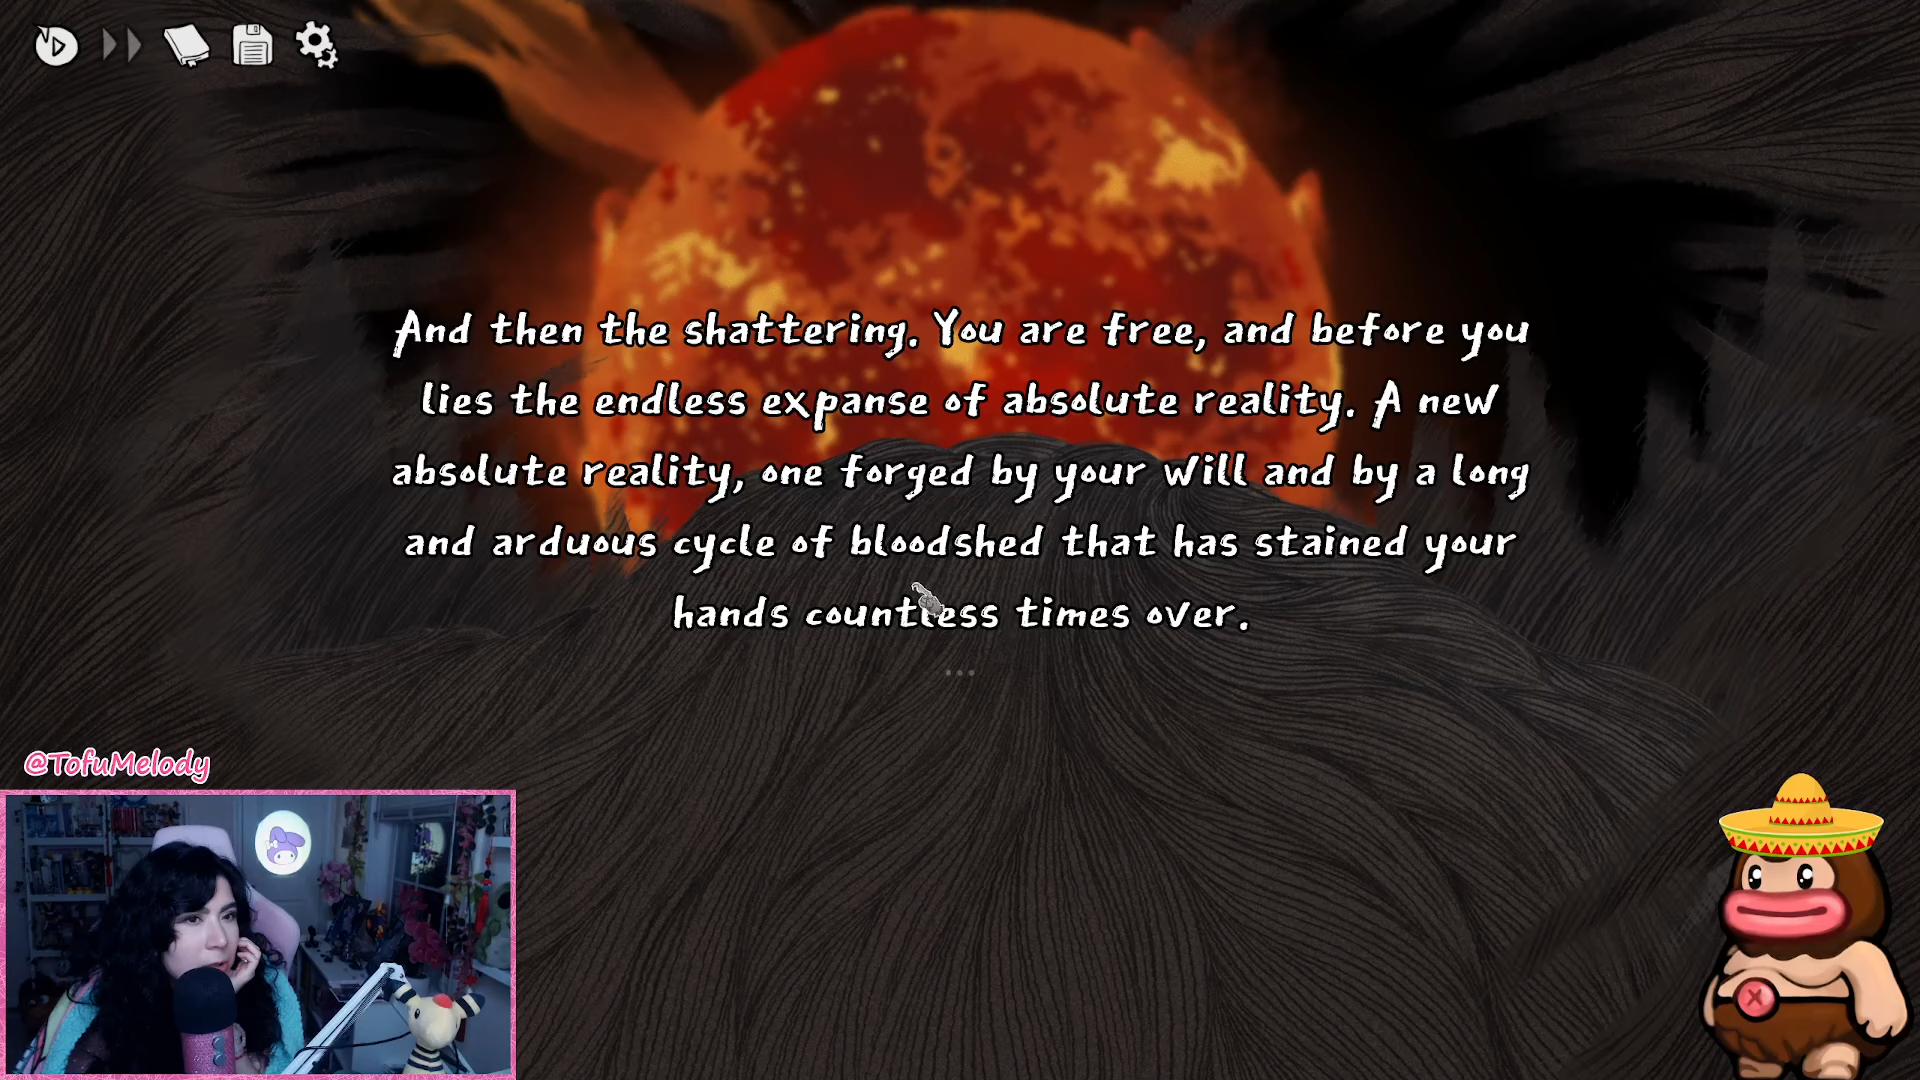 And then the shattering. You are free, and before you
lies the endless expanse of absolute reality. A new
absolute reality, one forged by your will and by a long
and arduous cycle of bloodshed that has stained your
hands countless times over.
...
@TofuMelody